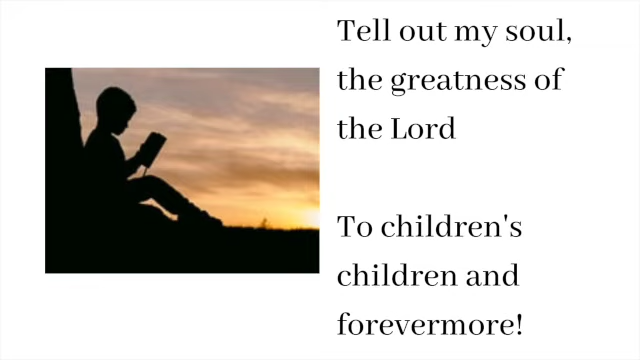 Tell out my soul,
the greatness of
the Lord
To children's
children and
forevermore!